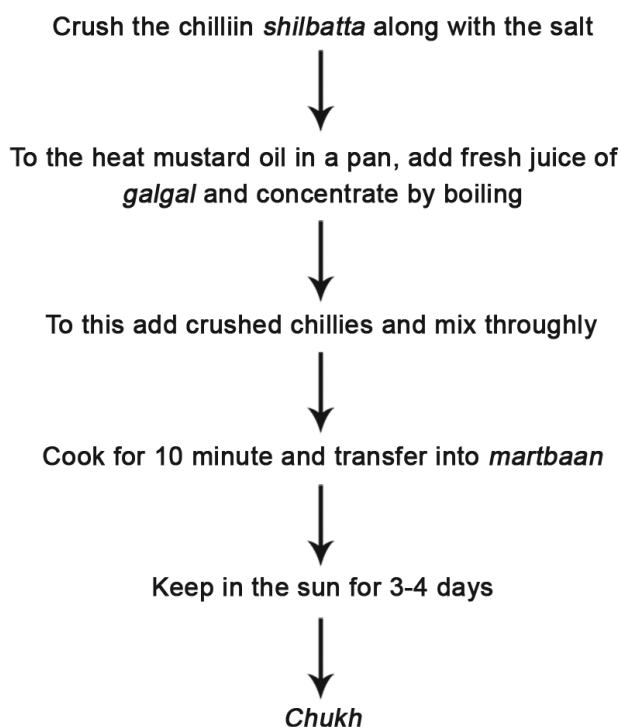 Crush the chilliin shilbatta along with the salt
To the heat mustard oil in a pan, add fresh juice of
galgal and concentrate by boiling
To this add crushed chillies and mix throughly
Cook for 10 minute and transfer into martbaan
Keep in the sun for 3-4 days
Chukh